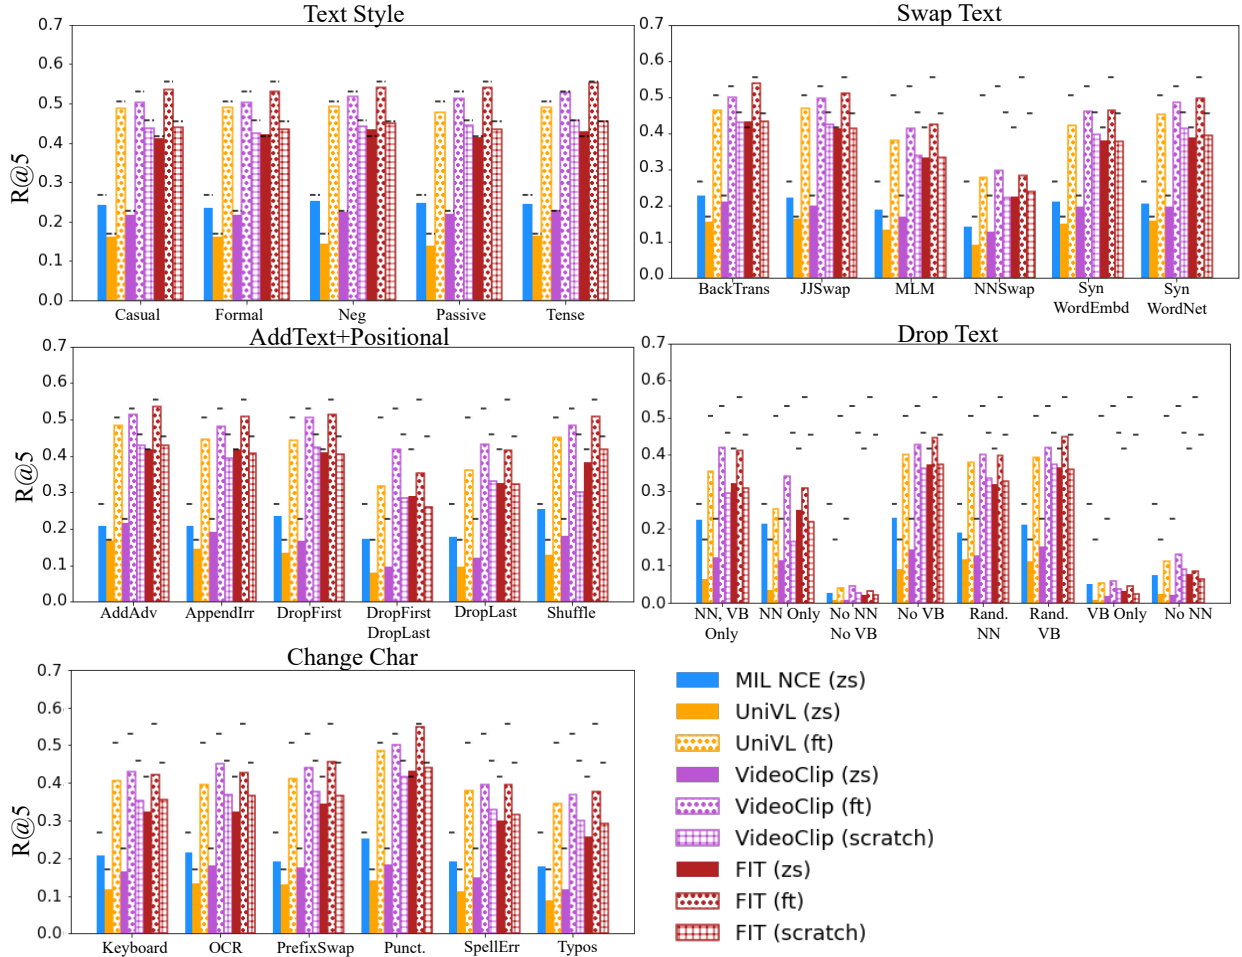 Text Style
0.7
0.6
0.5
0.4
0.3
0.2
0.1
0.0
R@5
Casual
Formal
Neg
Passive
Tense
Swap Text
0.7
0.6
0.5
0.4
0.3
0.2
0.1
0.0
BackTrans
JJSwap
MLM
NNSwap
Syn
WordEmbd
Syn
WordNet
AddText+Positional
0.7
0.6
0.5
0.4
0.3
0.2
0.1
0.0
R@5
AddAdv
AppendIrr
DropFirst
DropFirst
DropLast
DropLast
Shuffle
Drop Text
0.7
0.6
0.5
0.4
0.3
0.2
0.1
0.0
NN, VB
Only
NN Only
No NN
No VB
No VB
Rand.
NN
Rand.
VB
VB Only
No NN
Change Char
0.7
0.6
0.5
0.4
0.3
0.2
0.1
0.0
R@5
Keyboard
OCR
PrefixSwap
Punct.
SpellErr
Typos
MIL NCE (zs)
UniVL (zs)
UniVL (ft)
VideoClip (zs)
VideoClip (ft)
VideoClip (scratch)
FIT (zs)
FIT (ft)
FIT (scratch)